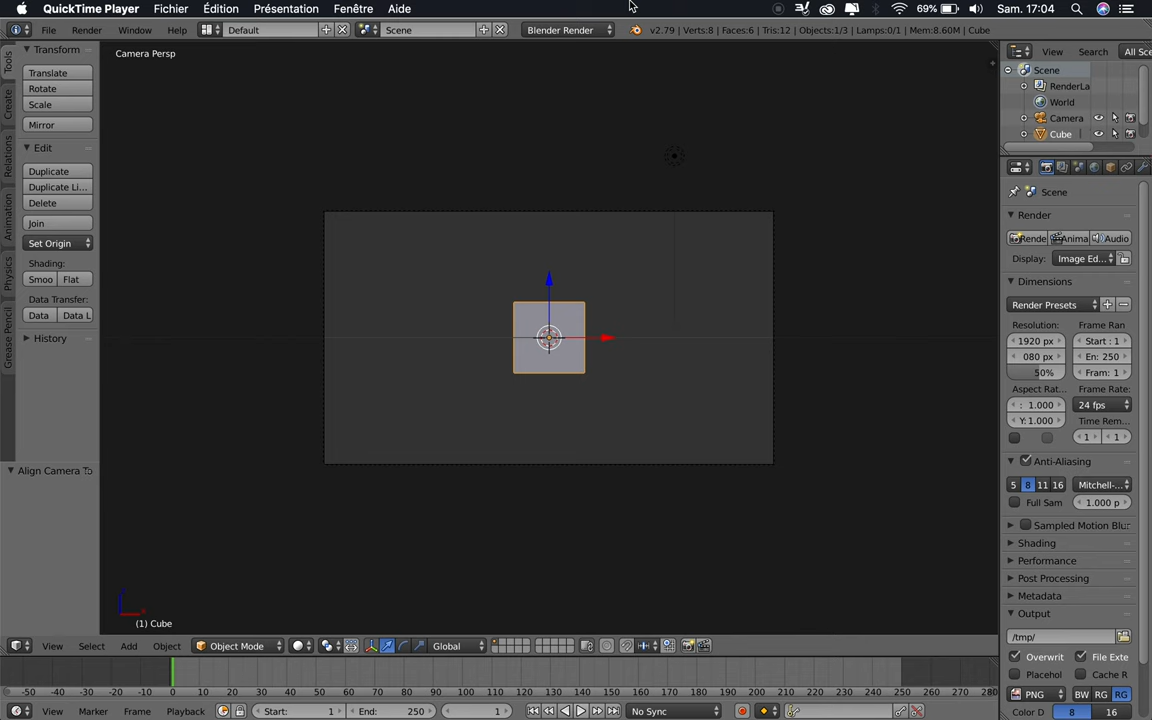 QuickTime Player Fichier Édition Présentation Fenêtre Aide 69% Sam. 17:04
File Render Window Help Default Scene Blender Render v2.79 | Verts:8 | Faces:6 | Tris:12 | Objects:1/3 | Lamps:0/1 | Mem:8.60M | Cube
Tools
Create
Relations
Animation
Physics
Grease Pencil
Transform
Translate
Rotate
Scale
Mirror
Edit
Duplicate
Duplicate Li...
Delete
Join
Set Origin
Shading:
Smoo Flat
Data Transfer:
Data Data L
History
Align Camera To
Camera Persp
(1) Cube
View Search All Sce
Scene
RenderLa
World
Camera
Cube
Scene
Render
Rende Anima Audio
Display: Image Ed...
Dimensions
Render Presets
Resolution: Frame Ran
1920 px Start : 1
080 px En: 250
50% Fram: 1
Aspect Rat... Frame Rate:
: 1.000 24 fps
Y: 1.000 Time Rem...
1 1
Anti-Aliasing
5 8 11 16 Mitchell-...
Full Sam 1.000 p
Sampled Motion Blu
Shading
Performance
Post Processing
Metadata
Output
/tmp/
Overwrit File Exte
Placehol Cache R
PNG BW RG RG
Color D 8 16
View Select Add Object Object Mode Global
-50 -40 -30 -20 -10 0 10 20 30 40 50 60 70 80 90 100 110 120 130 140 150 160 170 180 190 200 210 220 230 240 250 260 270 280
View Marker Frame Playback Start: 1 End: 250 1 No Sync